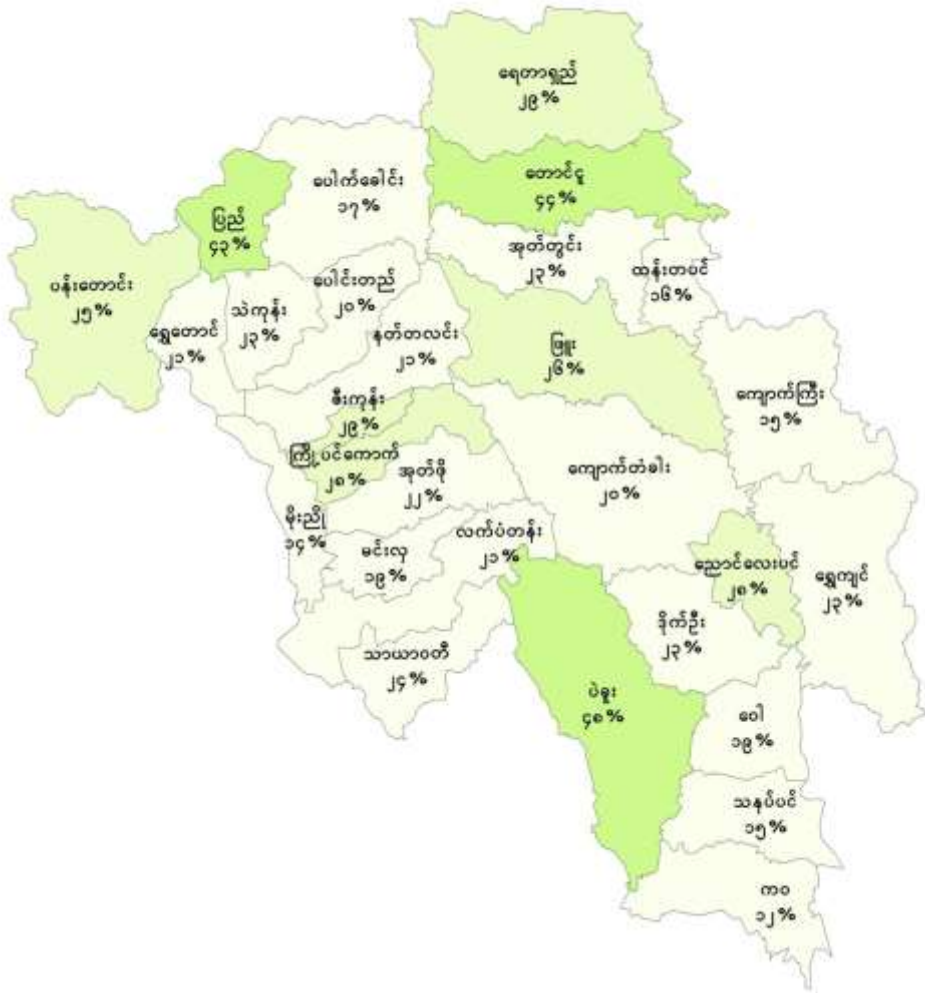 ရေတာရှည်
၂၉%
တောင်ငူ
၄၄%
ပေါက်ခေါင်း
၁၇%
ပြည်
၄၃%
အုတ်တွင်း
၂၃%
ထန်းတပင်
၁၆%
ပန်းတောင်း
၂၅%
ပေါင်းတည်
၂၀%
သဲကုန်း
၂၃%
ရွှေတောင်
၂၁%
နတ်တလင်း
၂၁%
ဖြူး
၂၆%
ကျောက်ကြီး
၁၅%
ဇီးကုန်း
၂၉%
ကြို့ပင်ကောက်
၂၈%
အုတ်ဖို
၂၂%
ကျောက်တံခါး
၂၀%
မိုးညို
၁၄%
မင်းလှ
၁၉%
လက်ပံတန်း
၂၁%
ညောင်လေးပင်
၂၈%
ရွှေကျင်
၂၃%
ဒိုက်ဦး
၂၃%
သာယာဝတီ
၂၄%
ပဲခူး
၄၈%
ဝေါ
၁၉%
သနပ်ပင်
၁၅%
ကဝ
၁၂%